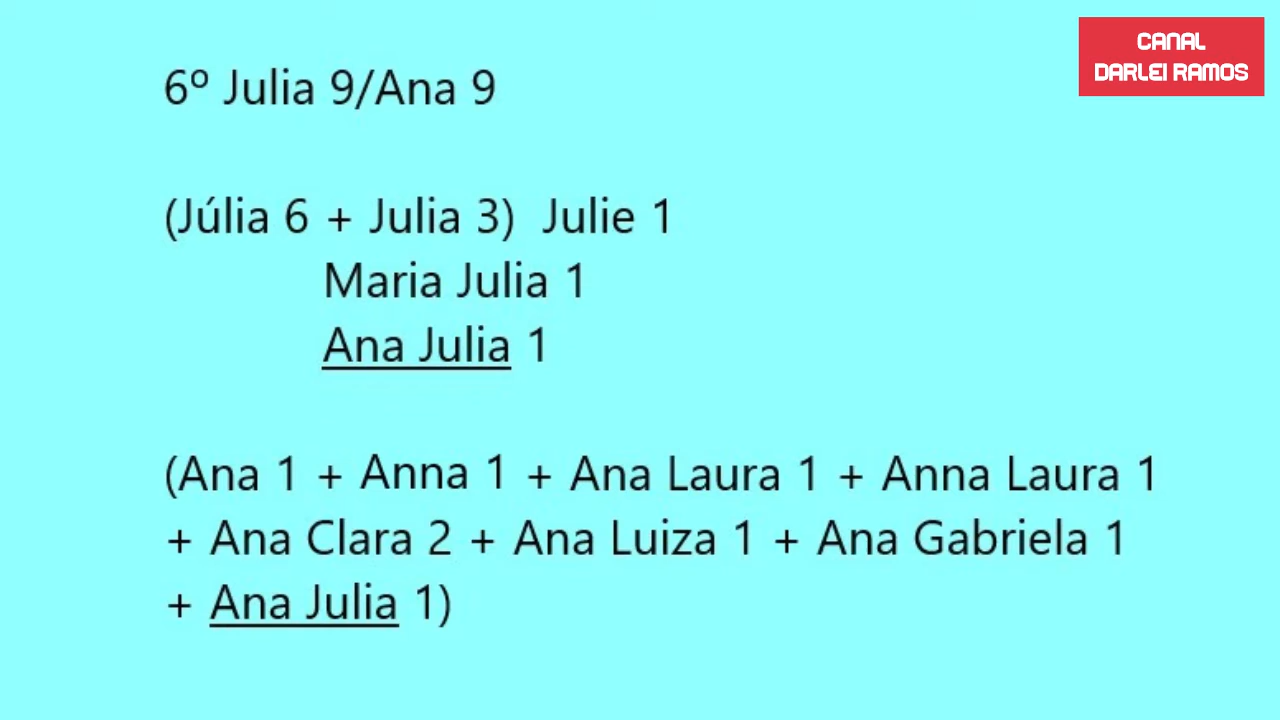 CANAL
DARLEI RAMOS
6º Julia 9/Ana 9
(Júlia 6 + Julia 3)  Julie 1
Maria Julia 1
Ana Julia 1
(Ana 1 + Anna 1 + Ana Laura 1 + Anna Laura 1
+ Ana Clara 2 + Ana Luiza 1 + Ana Gabriela 1
+ Ana Julia 1)